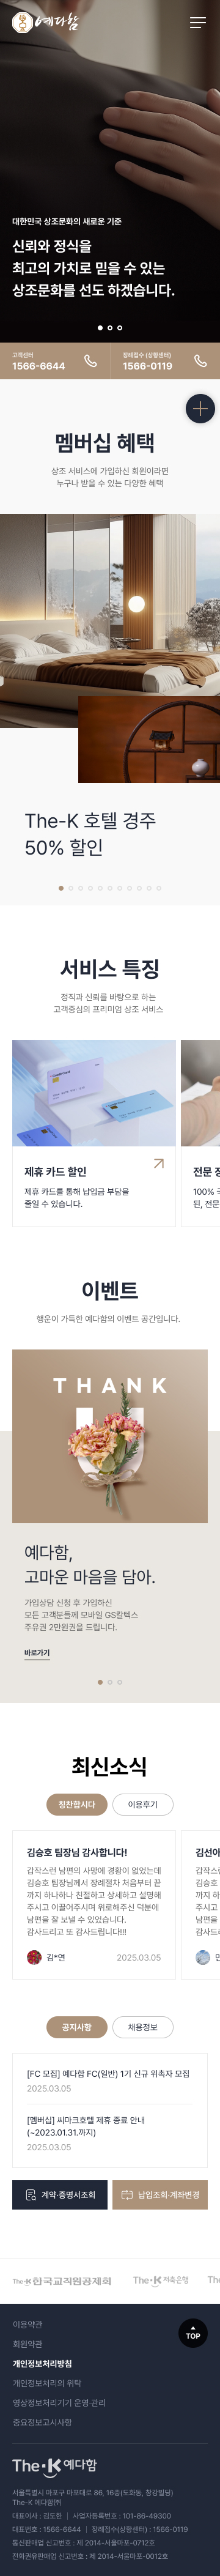 예다함
대한민국 상조문화의 새로운 기준
신뢰와 정식을
최고의 가치로 믿을 수 있는
상조문화를 선도 하겠습니다.
고객센터
1566-6644
장례접수 (상황센터)
1566-0119
멤버십 혜택
상조 서비스에 가입하신 회원이라면
누구나 받을 수 있는 다양한 혜택
The-K 호텔 경주
50% 할인
서비스 특징
정직과 신뢰를 바탕으로 하는
고객중심의 프리미엄 상조 서비스
제휴 카드 할인
제휴 카드를 통해 납입금 부담을
줄일 수 있습니다.
전문
100%
된, 전문
이벤트
행운이 가득한 예다함의 이벤트 공간입니다.
THANK
예다함,
고마운 마음을 담아.
가입상담 신청 후 가입하신
모든 고객분들께 모바일 GS칼텍스
주유권 2만원권을 드립니다.
바로가기
최신소식
칭찬합시다
이용후기
김승호 팀장님 감사합니다!
갑작스런 남편의 사망에 경황이 없었는데
김승호 팀장님께서 장례절차 처음부터 끝
까지 하나하나 친절하고 상세하고 설명해
주시고 이끌어주시며 위로해주신 덕분에
남편을 잘 보낼 수 있었습니다.
감사드리고 또 감사드립니다!!!
김*연
2025.03.05
김선아
갑작스런
김승호
까지 하
주시고
남편을
감사드리
공지사항
채용정보
[FC 모집] 예다함 FC(일반) 1기 신규 위촉자 모집
2025.03.05
[멤버십] 씨마크호텔 제휴 종료 안내
(~2023.01.31.까지)
2025.03.05
계약·증명서조회
납입조회·계좌변경
The-K한국교직원공제회
The-K저축은행
The
이용약관
회원약관
개인정보처리방침
개인정보처리의 위탁
영상정보처리기기 운영·관리
중요정보고시사항
TOP
The-K 예다함
서울특별시 마포구 마포대로 86, 16층(도화동, 창강빌딩)
The-K 예다함㈜
대표이사 : 김도한 | 사업자등록번호 : 101-86-49300
대표번호 : 1566-6644 | 장례접수(상황센터) : 1566-0119
통신판매업 신고번호 : 제 2014-서울마포-0712호
전화권유판매업 신고번호 : 제 2014-서울마포-0012호